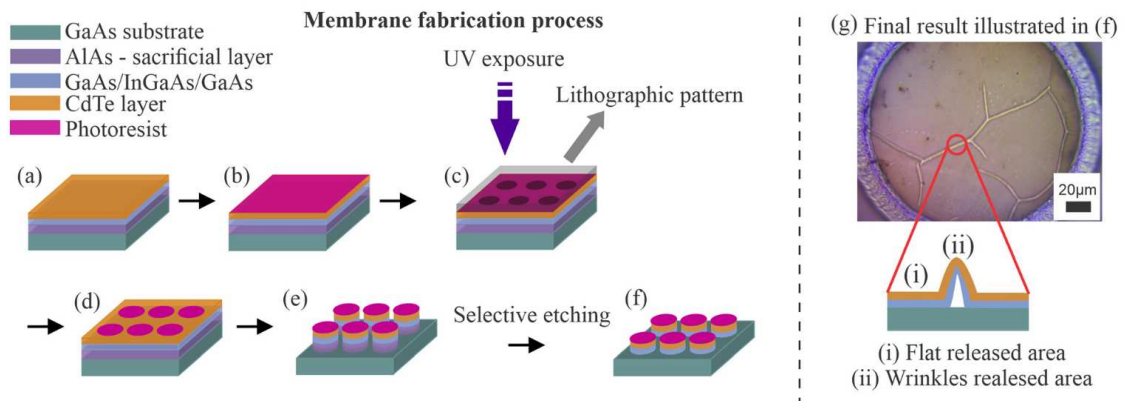 Membrane fabrication process
GaAs substrate
AlAs - sacrificial layer
GaAs/InGaAs/GaAs
CdTe layer
Photoresist
UV exposure
Lithographic pattern
(a)
(b)
(c)
(d)
(e)
Selective etching
(f)
(g) Final result illustrated in (f)
20μm
(i)
(ii)
(i) Flat released area
(ii) Wrinkles realesed area